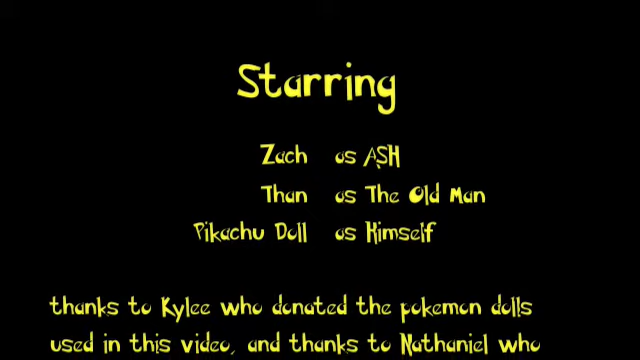 Starring
Zach as ASH
Than as The Old Man
Pikachu Doll as Himself
thanks to Kylee who donated the pokemon dolls
used in this video, and thanks to Nathaniel who